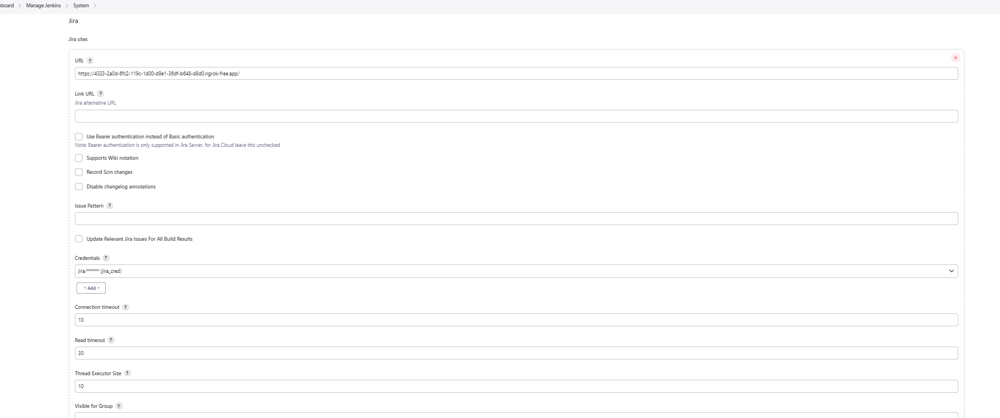 board > Manage Jenkins > System >
Jira
Jira sites
URL ?
https://4323-2a0d-6fc2-119c-1d00-d9e1-36df-b648-d8d0.ngrok-free.app/
Link URL ?
Jira alternative URL
Use Bearer authentication instead of Basic authentication
Note: Bearer authentication is only supported in Jira Server, for Jira Cloud leave this unchecked
Supports Wiki notation
Record Scm changes
Disable changelog annotations
Issue Pattern ?
Update Relevant Jira Issues For All Build Results
Credentials ?
jira/****** (jira_cred)
+ Add
Connection timeout ?
10
Read timeout ?
30
Thread Executor Size ?
10
Visible for Group ?